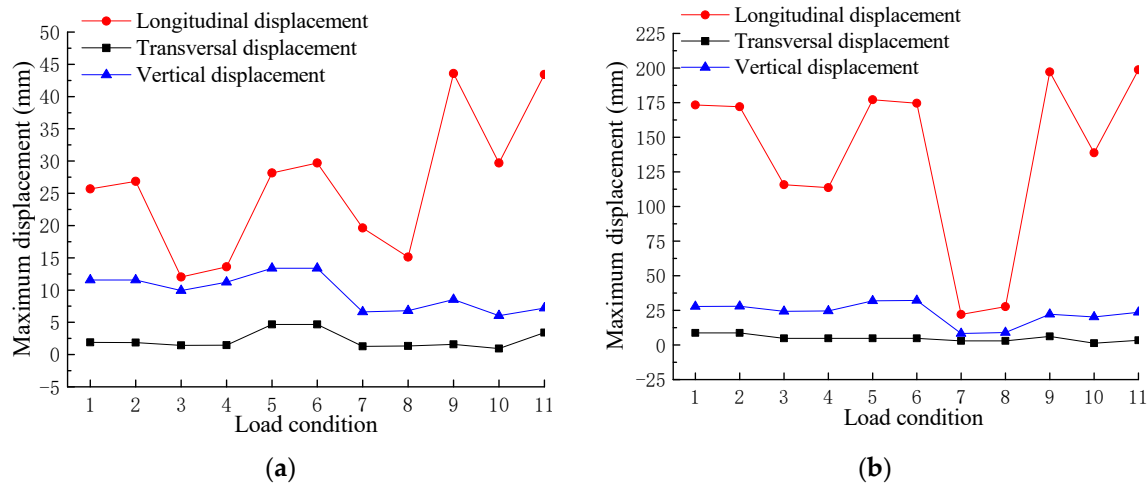 Longitudinal displacement
Transversal displacement
Vertical displacement
50
45
40
35
30
25
20
15
10
5
0
−5
Maximum displacement (mm)
1 2 3 4 5 6 7 8 9 10 11
Load condition
(a)
Longitudinal displacement
Transversal displacement
Vertical displacement
225
200
175
150
125
100
75
50
25
0
−25
Maximum displacement (mm)
1 2 3 4 5 6 7 8 9 10 11
Load condition
(b)